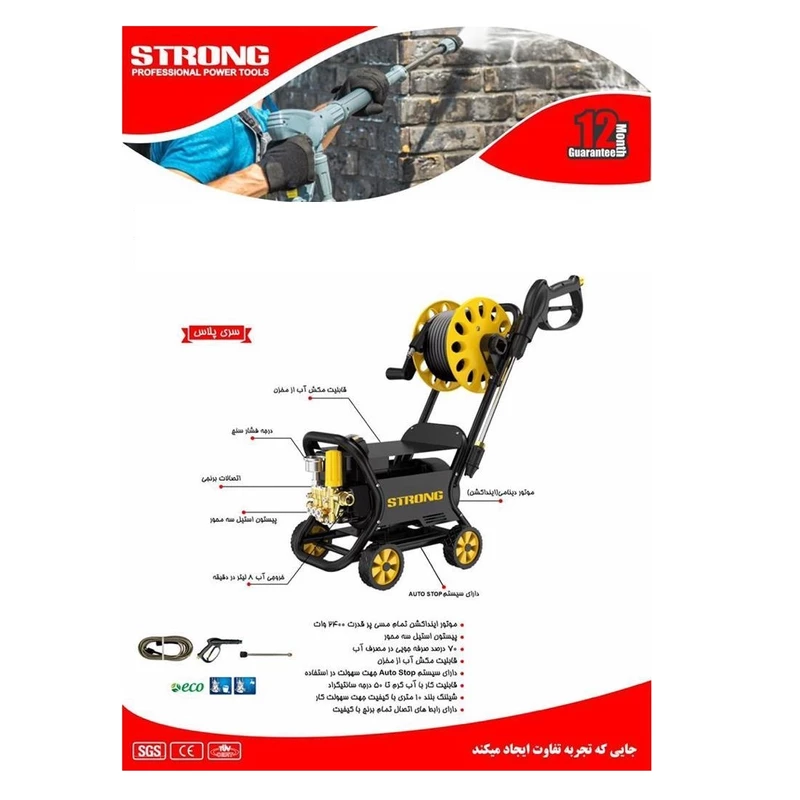 STRONG
PROFESSIONAL POWER TOOLS
12
Month
Guarantee
سری پلاس
قابلیت مکش آب از مخزن
درجه فشار سنج
اتصالات برنجی
پیستون استیل سه محور
خروجی آب ۸ لیتر در دقیقه
STRONG
موتور دینامی(اینداکشن)
دارای سیستم AUTO STOP
موتور اینداکشن تمام مسی پر قدرت ۲۴۰۰ وات
پیستون استیل سه محور
۷۰ درصد صرفه جویی در مصرف آب
قابلیت مکش آب از مخزن
دارای سیستم Auto Stop جهت سهولت در استفاده
قابلیت کار با آب گرم تا ۵۰ درجه سانتیگراد
شیلنگ بلند ۱۰ متری با کیفیت جهت سهولت کار
دارای رابط های اتصال تمام برنج با کیفیت
eco
SGS
CE
TÜV
CERT
جایی که تجربه تفاوت ایجاد میکند